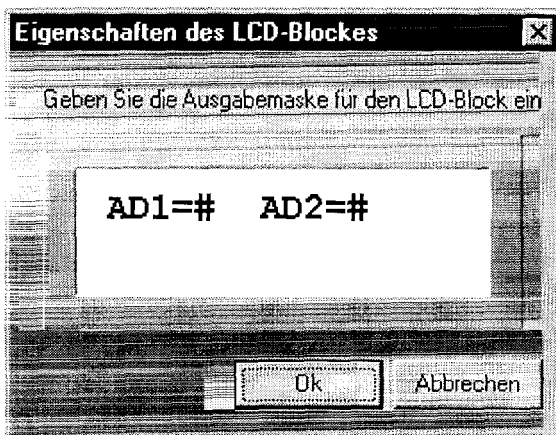 Eigenschaften des LCD-Blockes
Geben Sie die Ausgabemaske für den LCD-Block ein
AD1=# AD2=#
Ok Abbrechen